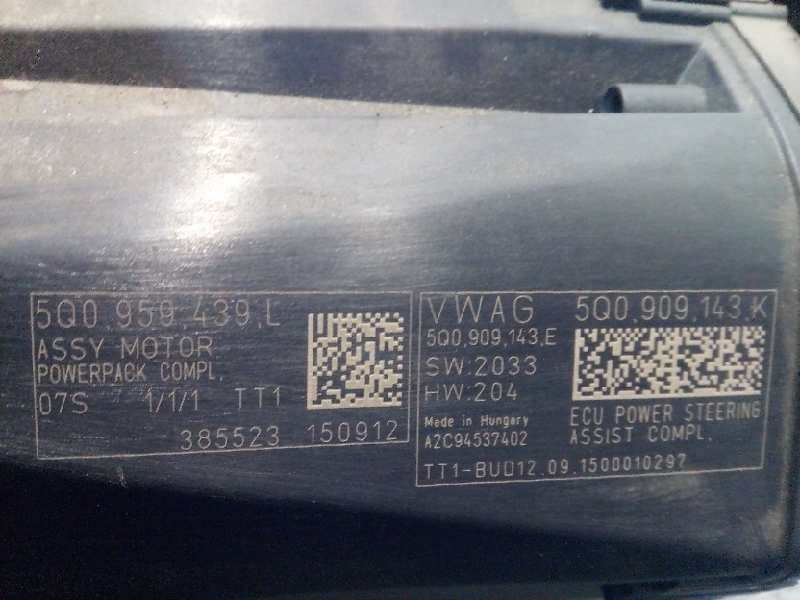 5Q0.959.439.L
ASSY MOTOR
POWERPACK COMPL.
07S 1/1/1 TT1
385523 150912
VWAG 5Q0.909.143.K
5Q0.909.143.E
SW:2033
HW:204
Made in Hungary
A2C94537402
ECU POWER STEERING
ASSIST COMPL.
TT1-BUD12.09.1500010297